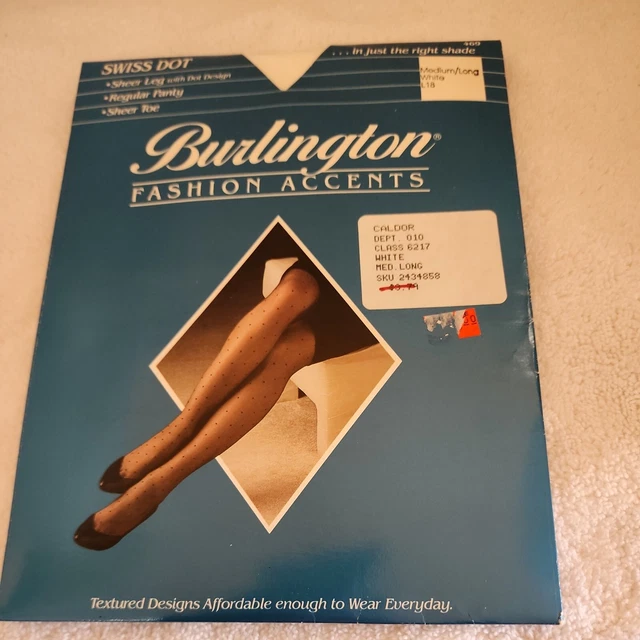 469
... in just the right shade
SWISS DOT
•Sheer Leg with Dot Design
•Regular Panty
•Sheer Toe
Medium/Long
White
L18
Burlington®
FASHION ACCENTS
CALDOR
DEPT. 010
CLASS 6217
WHITE
MED.LONG
SKU 2434858
Textured Designs Affordable enough to Wear Everyday.